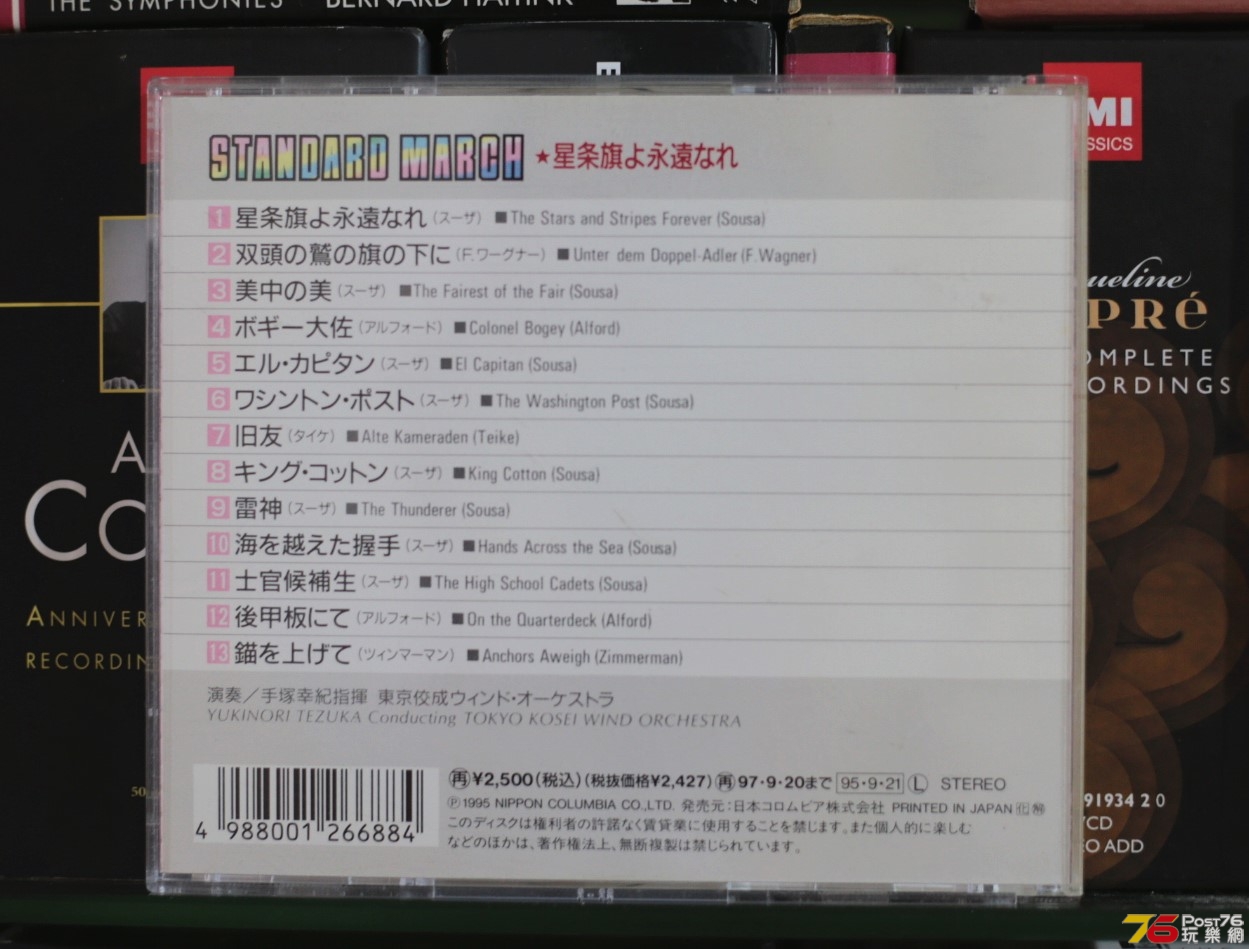 THE SYMPHONIES BERNARD HAITINK
MI
SSICS
STANDARD MARCH ★星条旗よ永遠なれ
1 星条旗よ永遠なれ (スーザ) ■The Stars and Stripes Forever (Sousa)
2 双頭の鷲の旗の下に (F.ワーグナー) ■Unter dem Doppel-Adler (F.Wagner)
3 美中の美 (スーザ) ■The Fairest of the Fair (Sousa)
4 ボギー大佐 (アルフォード) ■Colonel Bogey (Alford)
5 エル・カピタン (スーザ) ■El Capitan (Sousa)
6 ワシントン・ポスト (スーザ) ■The Washington Post (Sousa)
7 旧友 (タイケ) ■Alte Kameraden (Teike)
8 キング・コットン (スーザ) ■King Cotton (Sousa)
9 雷神 (スーザ) ■The Thunderer (Sousa)
10 海を越えた握手 (スーザ) ■Hands Across the Sea (Sousa)
11 士官候補生 (スーザ) ■The High School Cadets (Sousa)
12 後甲板にて (アルフォード) ■On the Quarterdeck (Alford)
13 錨を上げて (ツィンマーマン) ■Anchors Aweigh (Zimmerman)
演奏／手塚幸紀指揮 東京佼成ウィンド・オーケストラ
YUKINORI TEZUKA Conducting TOKYO KOSEI WIND ORCHESTRA
再¥2,500(税込)(税抜価格¥2,427)再97・9・20まで 95・9・21 L STEREO
Ⓟ1995 NIPPON COLUMBIA CO.,LTD. 発売元:日本コロムビア株式会社 PRINTED IN JAPAN
このディスクは権利者の許諾なく賃貸業に使用することを禁じます。また個人的に楽しむ
などのほかは、著作権法上、無断複製は禁じられています。
4 988001 266884
A
CO
ANNIVER
RECORDIN
50
ueline
PRÉ
OMPLETE
ORDINGS
91934 2 0
CD
EO ADD
76 Post76
玩樂網